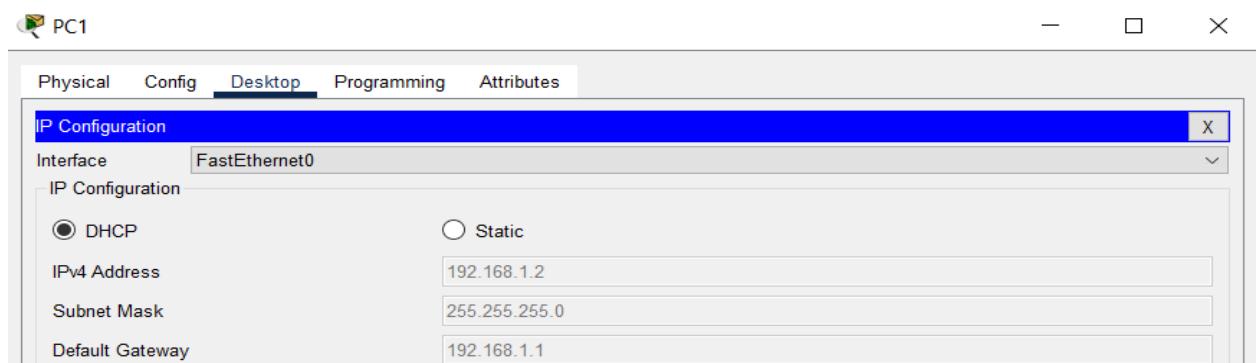 PC1
Physical Config Desktop Programming Attributes
IP Configuration X
Interface FastEthernet0
IP Configuration
DHCP Static
IPv4 Address 192.168.1.2
Subnet Mask 255.255.255.0
Default Gateway 192.168.1.1